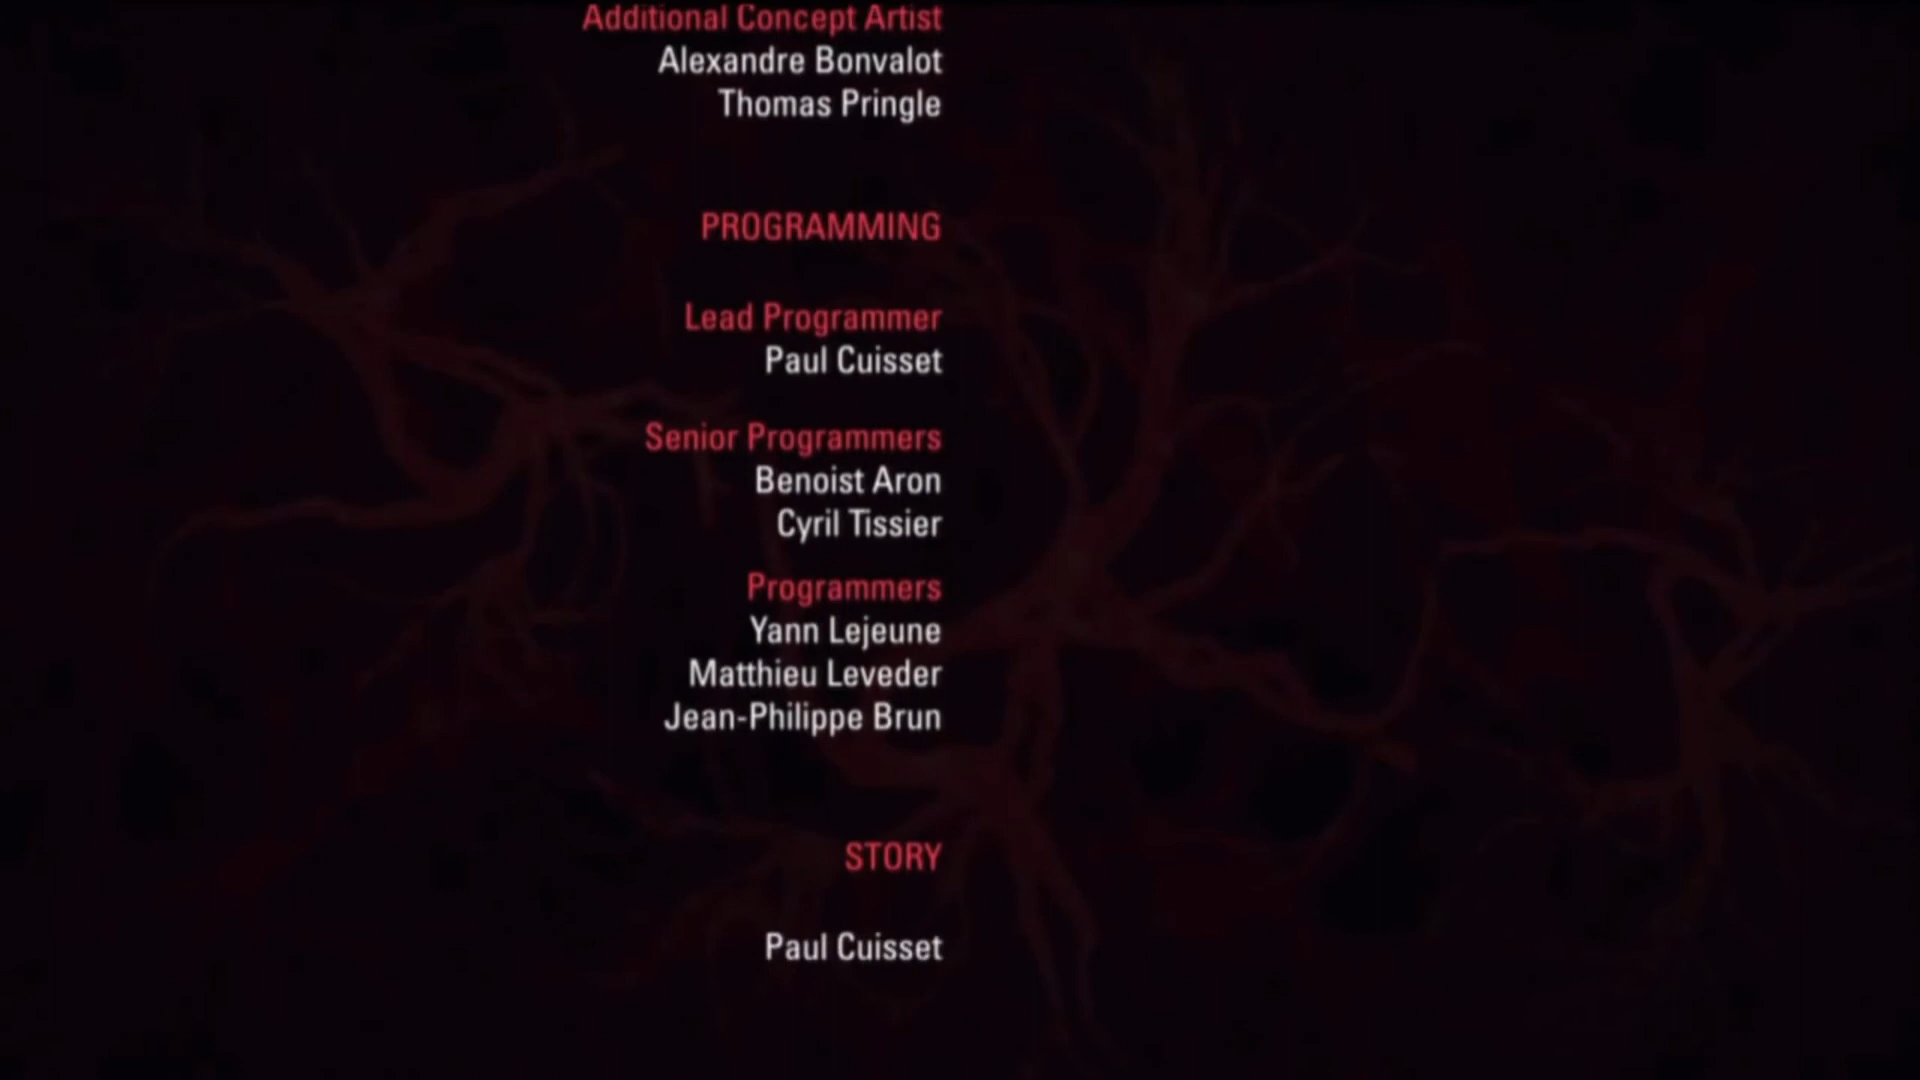 Additional Concept Artist
Alexandre Bonvalot
Thomas Pringle
PROGRAMMING
Lead Programmer
Paul Cuisset
Senior Programmers
Benoist Aron
Cyril Tissier
Programmers
Yann Lejeune
Matthieu Leveder
Jean-Philippe Brun
STORY
Paul Cuisset